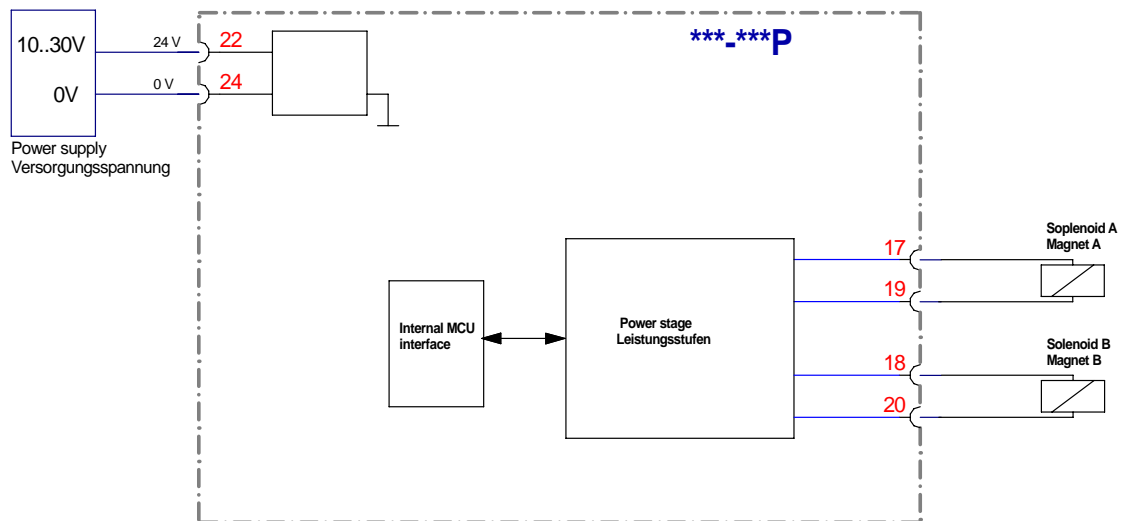 ***-***P
10..30V
24 V
22
0V
0 V
24
Power supply
Versorgungsspannung
Soplenoid A
Magnet A
17
19
Internal MCU
interface
Power stage
Leistungsstufen
Solenoid B
Magnet B
18
20